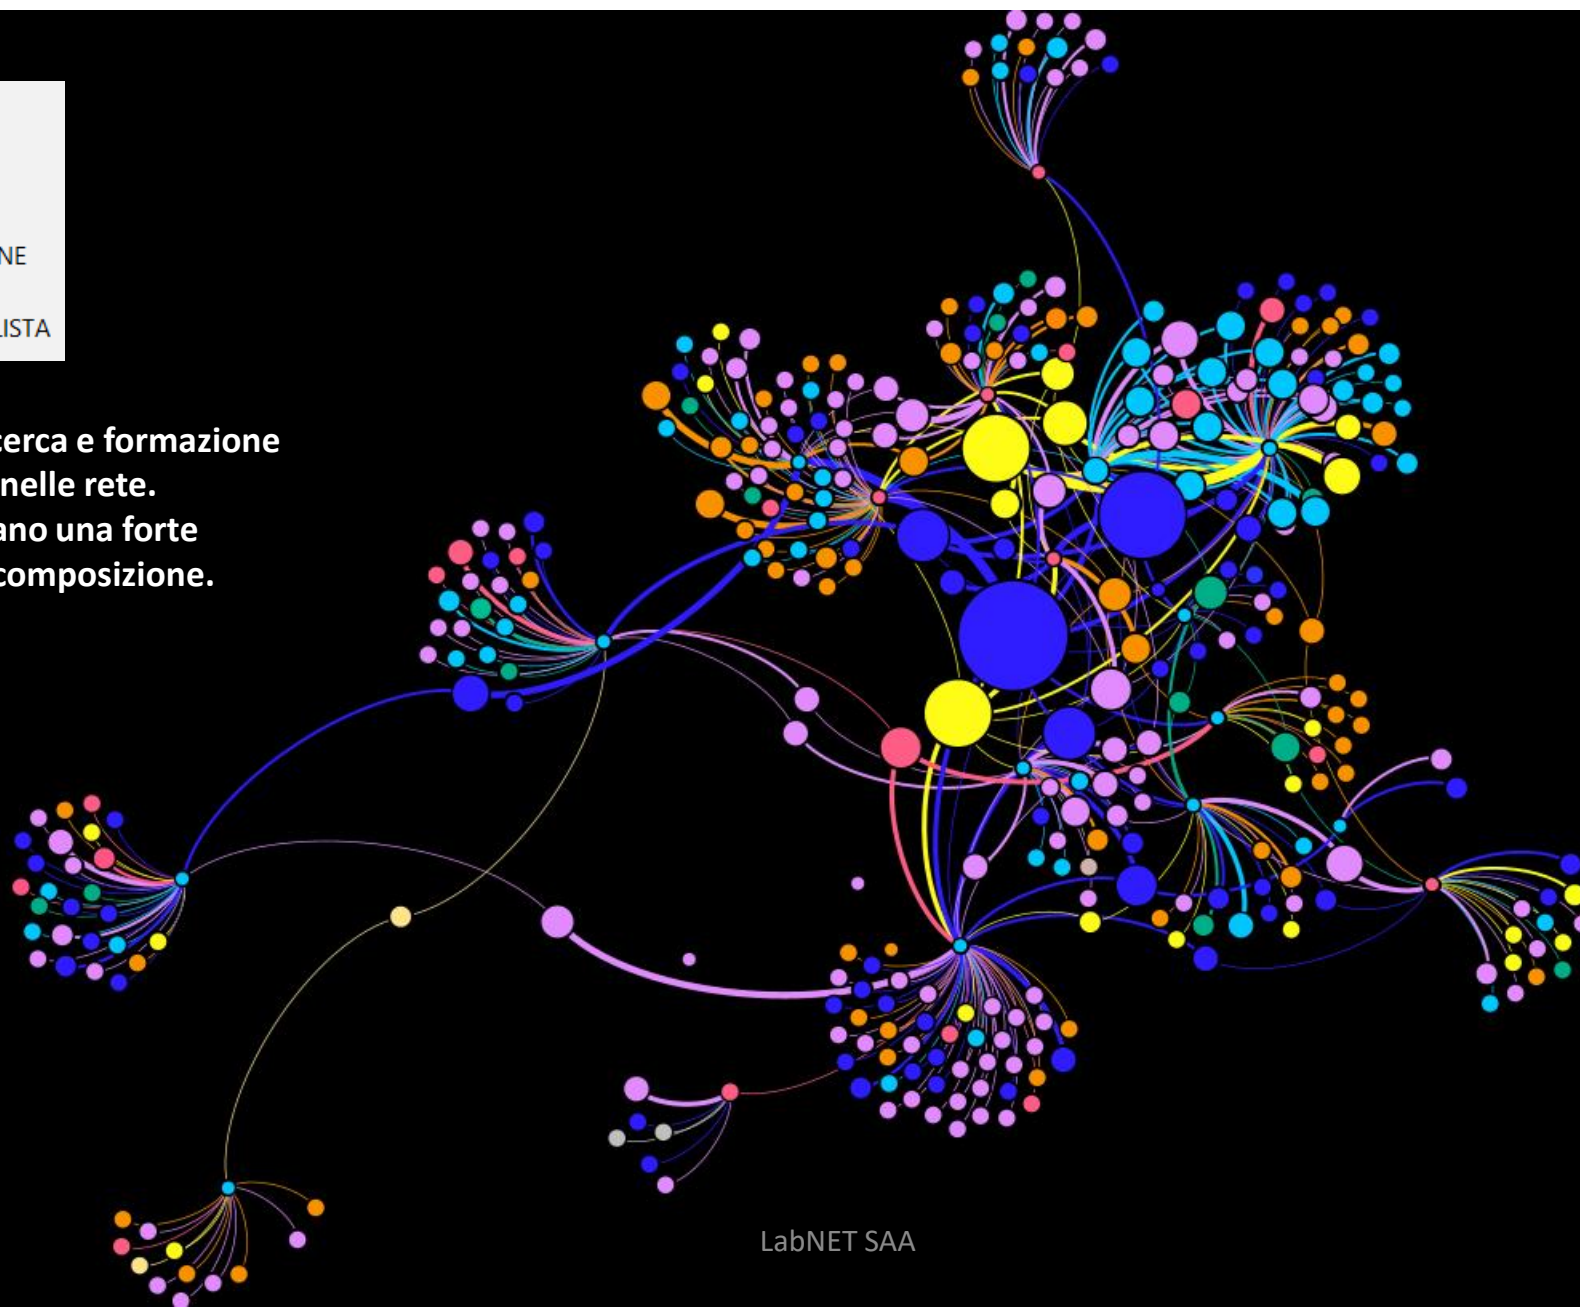 NE
LISTA
cerca e formazione
nelle rete.
ano una forte
composizione.
LabNET SAA